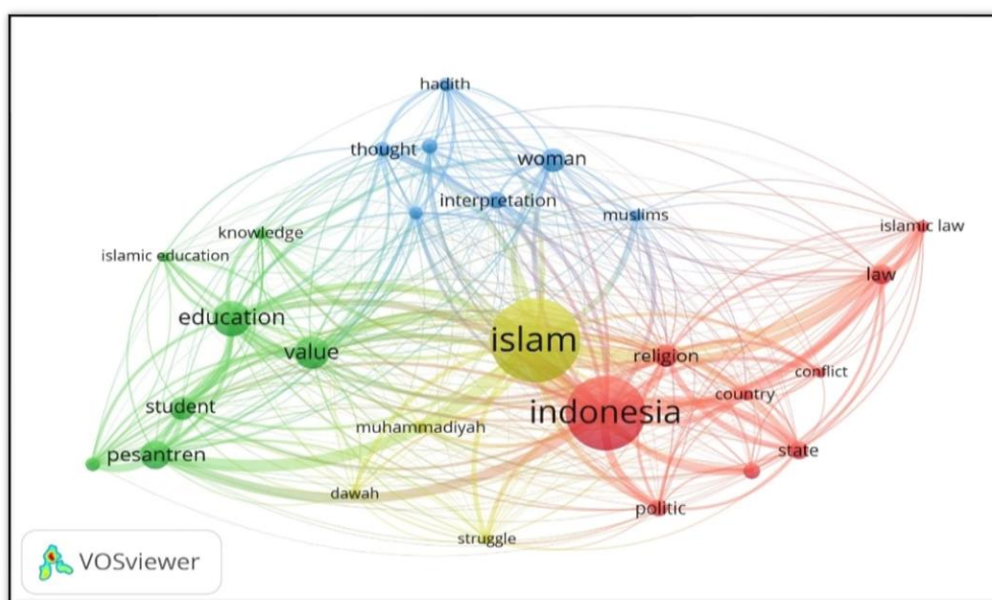 hadith
thought
woman
interpretation
muslims
islamic law
knowledge
islamic education
law
education
islam
value
religion
conflict
country
student
indonesia
muhammadiyah
pesantren
state
dawah
politic
struggle
VOSviewer